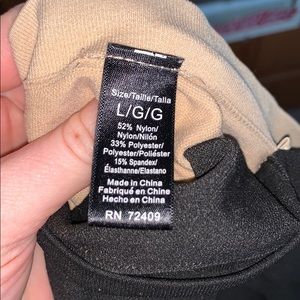 Size/Taille/Talla
L/G/G
52% Nylon/
Nylon/Nilón
33% Polyester/
Polyester/Poliéster
15% Spandex/
Élasthanne/Elastano
Made in China
Fabriqué en China
Hecho en China
RN 72409